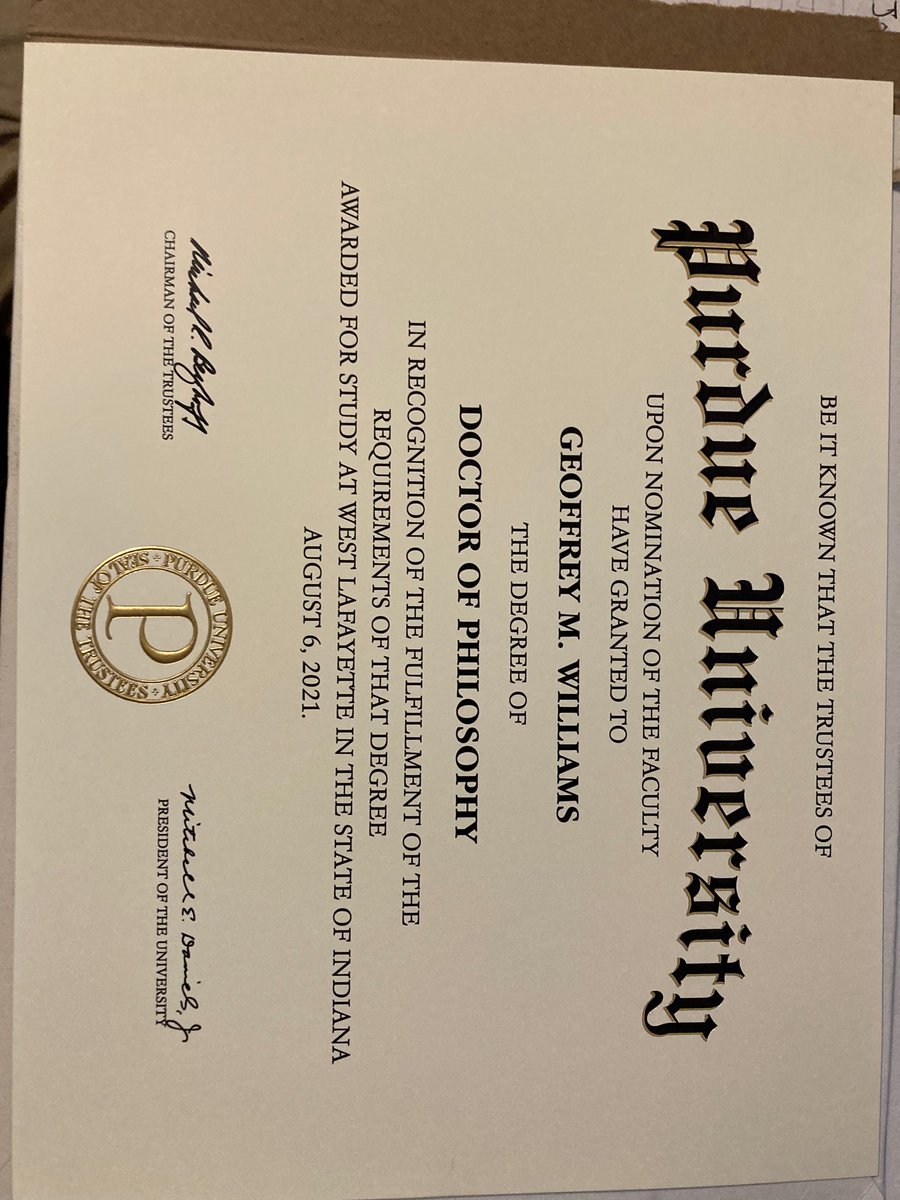 BE IT KNOWN THAT THE TRUSTEES OF
Purdue University
UPON NOMINATION OF THE FACULTY
HAVE GRANTED TO
GEOFFREY M. WILLIAMS
THE DEGREE OF
DOCTOR OF PHILOSOPHY
IN RECOGNITION OF THE FULFILLMENT OF THE
REQUIREMENTS OF THAT DEGREE
AWARDED FOR STUDY AT WEST LAFAYETTE IN THE STATE OF INDIANA
AUGUST 6, 2021.
CHAIRMAN OF THE TRUSTEES
PURDUE UNIVERSITY
SEAL OF THE TRUSTEES
P
Mitchell E. Daniels, Jr
PRESIDENT OF THE UNIVERSITY